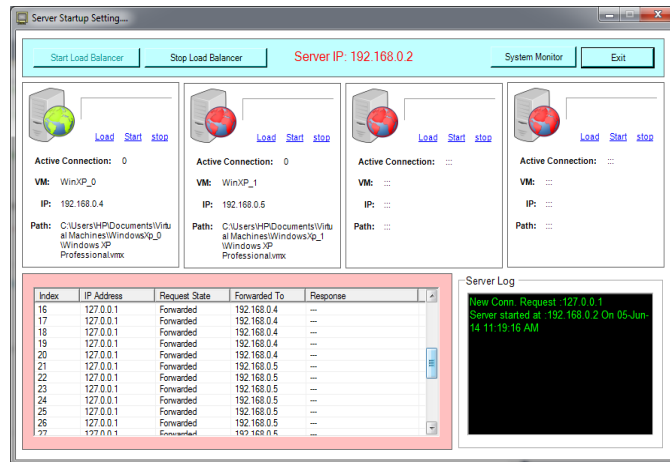 Server Startup Setting....
Start Load Balancer
Stop Load Balancer
Server IP: 192.168.0.2
System Monitor
Exit
Load Start stop
Active Connection: 0
VM: WinXP_0
IP: 192.168.0.4
Path: C:\Users\HP\Documents\Virtu
al Machines\WindowsXp_0
\Windows XP
Professional.vmx
Load Start stop
Active Connection: 0
VM: WinXP_1
IP: 192.168.0.5
Path: C:\Users\HP\Documents\Virtu
al Machines\WindowsXp_1
\Windows XP
Professional.vmx
Load Start stop
Active Connection: :::
VM: :::
IP: :::
Path: :::
Load Start stop
Active Connection: :::
VM: :::
IP: :::
Path: :::
Index IP Address Request State Forwarded To Response
16 127.0.0.1 Forwarded 192.168.0.4 ---
17 127.0.0.1 Forwarded 192.168.0.4 ---
18 127.0.0.1 Forwarded 192.168.0.4 ---
19 127.0.0.1 Forwarded 192.168.0.4 ---
20 127.0.0.1 Forwarded 192.168.0.4 ---
21 127.0.0.1 Forwarded 192.168.0.5 ---
22 127.0.0.1 Forwarded 192.168.0.5 ---
23 127.0.0.1 Forwarded 192.168.0.5 ---
24 127.0.0.1 Forwarded 192.168.0.5 ---
25 127.0.0.1 Forwarded 192.168.0.5 ---
26 127.0.0.1 Forwarded 192.168.0.5 ---
27 127.0.0.1 Forwarded 192.168.0.5 ---
Server Log
New Conn. Request :127.0.0.1
Server started at :192.168.0.2 On 05-Jun-
14 11:19:16 AM